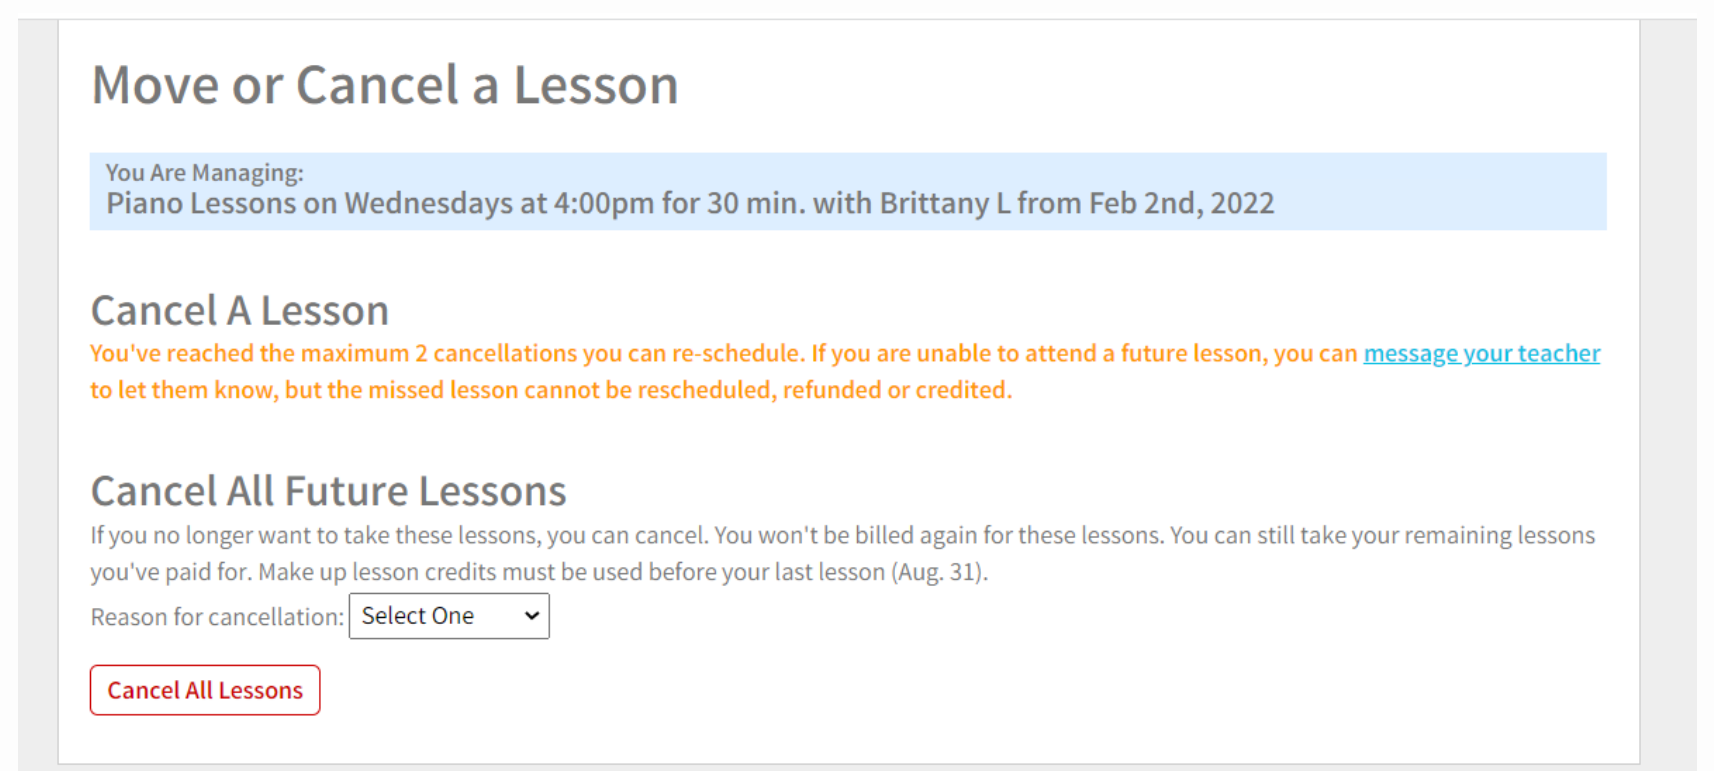 Move or Cancel a Lesson
You Are Managing:
Piano Lessons on Wednesdays at 4:00pm for 30 min. with Brittany L from Feb 2nd, 2022
Cancel A Lesson
You've reached the maximum 2 cancellations you can re-schedule. If you are unable to attend a future lesson, you can message your teacher
to let them know, but the missed lesson cannot be rescheduled, refunded or credited.
Cancel All Future Lessons
If you no longer want to take these lessons, you can cancel. You won't be billed again for these lessons. You can still take your remaining lessons
you've paid for. Make up lesson credits must be used before your last lesson (Aug. 31).
Reason for cancellation: Select One
Cancel All Lessons